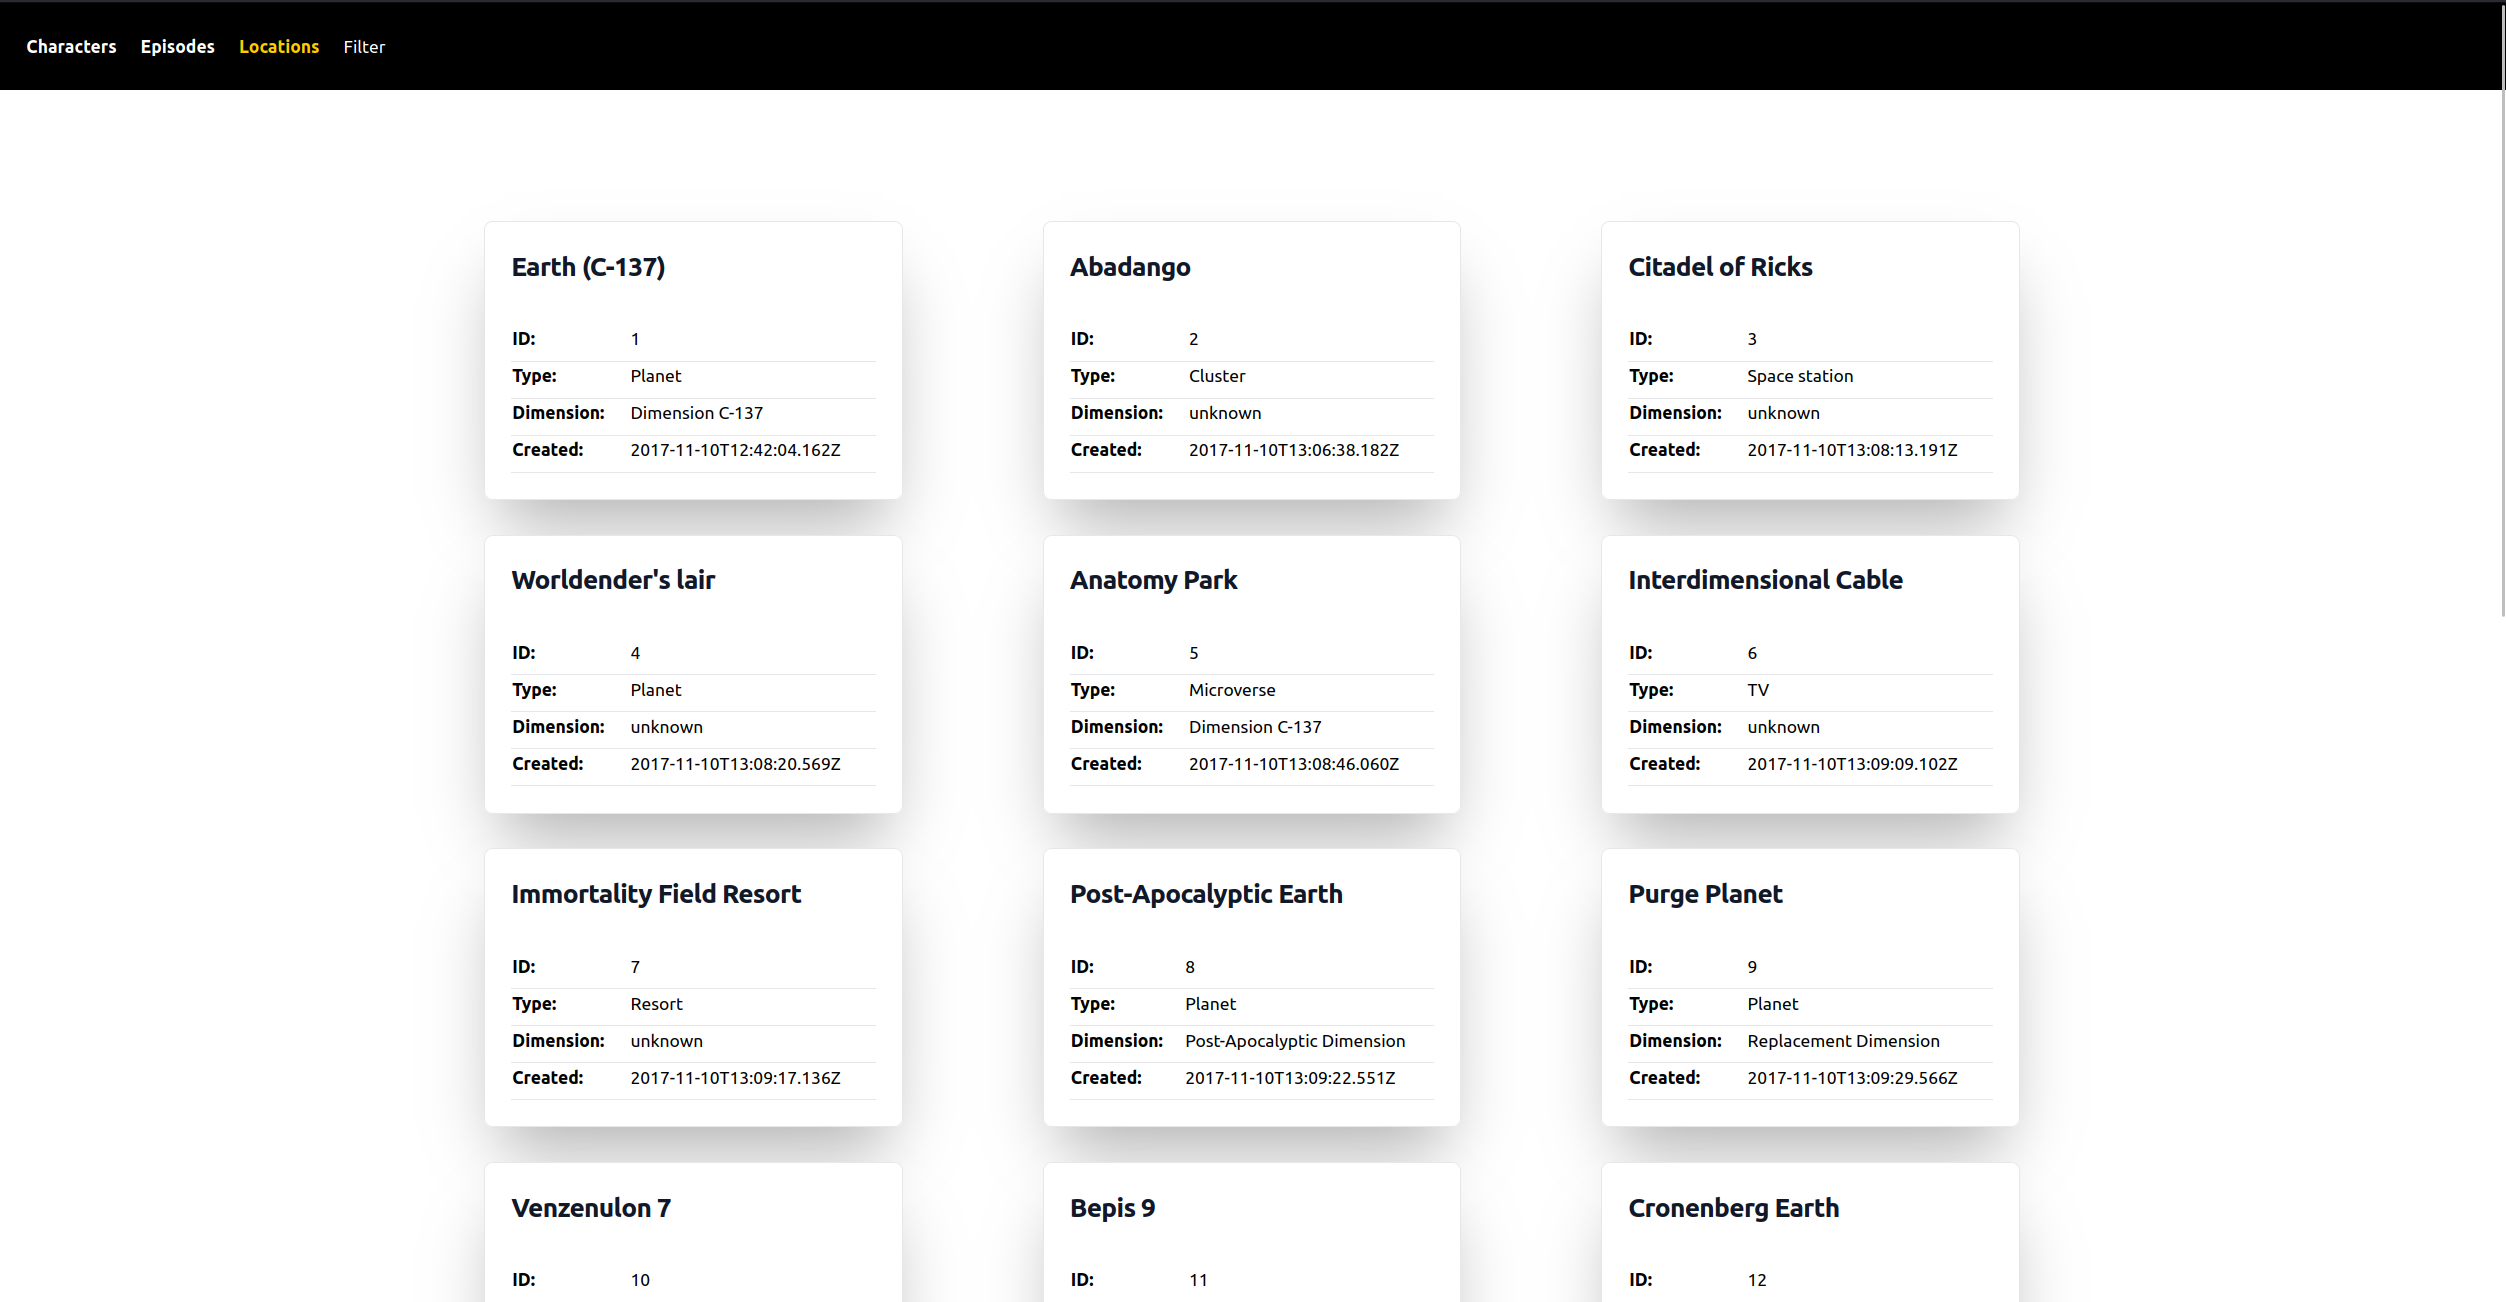 Characters Episodes Locations Filter
Earth (C-137)
ID: 1
Type: Planet
Dimension: Dimension C-137
Created: 2017-11-10T12:42:04.162Z
Abadango
ID: 2
Type: Cluster
Dimension: unknown
Created: 2017-11-10T13:06:38.182Z
Citadel of Ricks
ID: 3
Type: Space station
Dimension: unknown
Created: 2017-11-10T13:08:13.191Z
Worldender's lair
ID: 4
Type: Planet
Dimension: unknown
Created: 2017-11-10T13:08:20.569Z
Anatomy Park
ID: 5
Type: Microverse
Dimension: Dimension C-137
Created: 2017-11-10T13:08:46.060Z
Interdimensional Cable
ID: 6
Type: TV
Dimension: unknown
Created: 2017-11-10T13:09:09.102Z
Immortality Field Resort
ID: 7
Type: Resort
Dimension: unknown
Created: 2017-11-10T13:09:17.136Z
Post-Apocalyptic Earth
ID: 8
Type: Planet
Dimension: Post-Apocalyptic Dimension
Created: 2017-11-10T13:09:22.551Z
Purge Planet
ID: 9
Type: Planet
Dimension: Replacement Dimension
Created: 2017-11-10T13:09:29.566Z
Venzenulon 7
ID: 10
Bepis 9
ID: 11
Cronenberg Earth
ID: 12